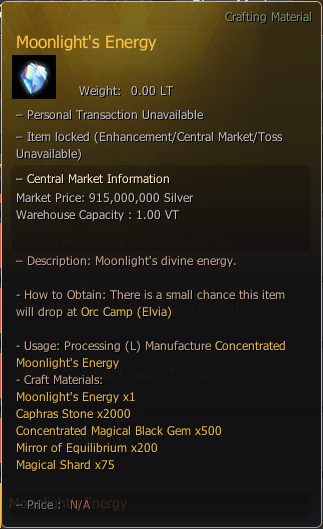 Crafting Material
Moonlight's Energy
Weight: 0.00 LT
– Personal Transaction Unavailable
– Item locked (Enhancement/Central Market/Toss
Unavailable)
– Central Market Information
Market Price: 915,000,000 Silver
Warehouse Capacity : 1.00 VT
– Description: Moonlight's divine energy.
- How to Obtain: There is a small chance this item
will drop at Orc Camp (Elvia)
- Usage: Processing (L) Manufacture Concentrated
Moonlight's Energy
- Craft Materials:
Moonlight's Energy x1
Caphras Stone x2000
Concentrated Magical Black Gem x500
Mirror of Equilibrium x200
Magical Shard x75
Moonlight's Energy
– Price : N/A